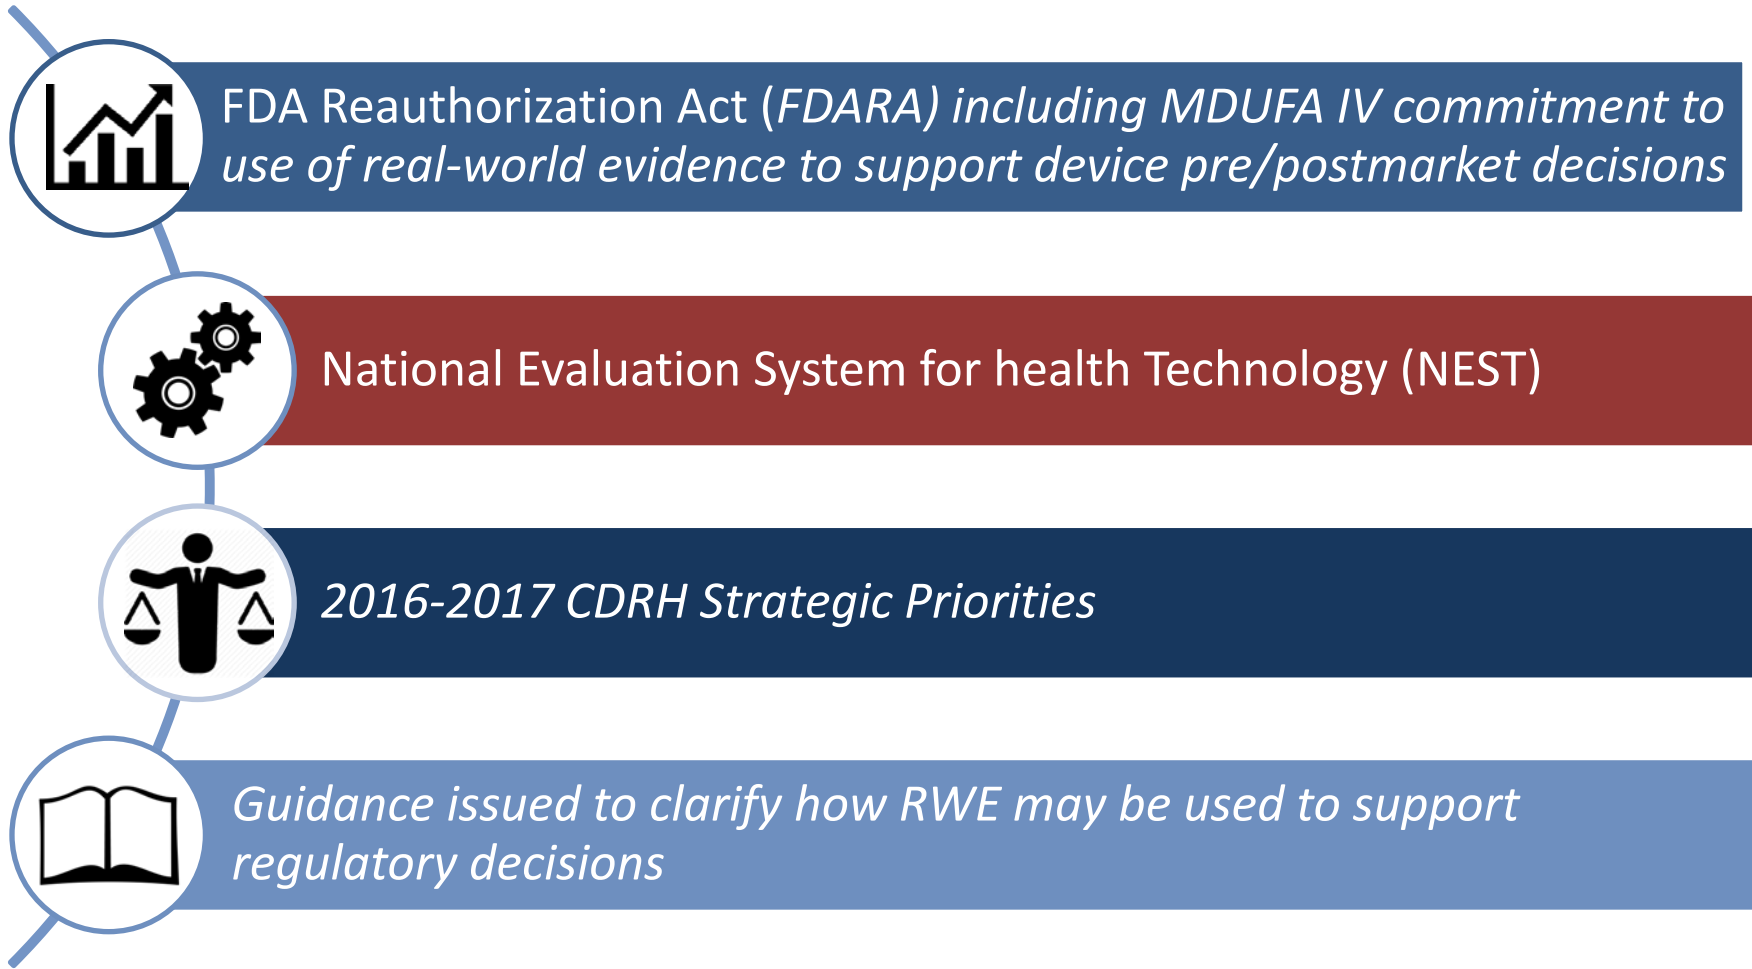 FDA Reauthorization Act (FDARA) including MDUFA IV commitment to
use of real-world evidence to support device pre/postmarket decisions
National Evaluation System for health Technology (NEST)
2016-2017 CDRH Strategic Priorities
Guidance issued to clarify how RWE may be used to support
regulatory decisions